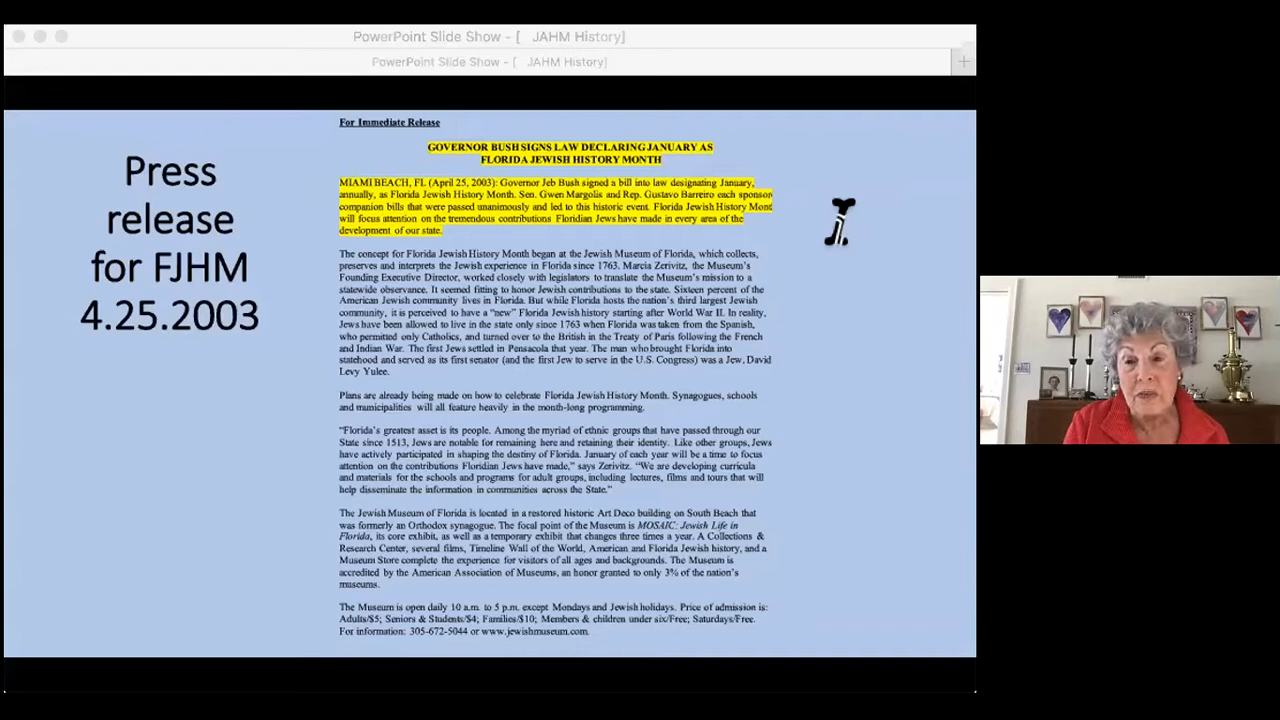 PowerPoint Slide Show - [ JAHM History]
PowerPoint Slide Show - [ JAHM History]
Press
release
for FJHM
4.25.2003
For Immediate Release
GOVERNOR BUSH SIGNS LAW DECLARING JANUARY AS
FLORIDA JEWISH HISTORY MONTH
MIAMI BEACH, FL (April 25, 2003): Governor Jeb Bush signed a bill into law designating January,
annually, as Florida Jewish History Month. Sen. Gwen Margolis and Rep. Gustavo Barreiro each sponsor
companion bills that were passed unanimously and led to this historic event. Florida Jewish History Mont
will focus attention on the tremendous contributions Floridian Jews have made in every area of the
development of our state.
The concept for Florida Jewish History Month began at the Jewish Museum of Florida, which collects,
preserves and interprets the Jewish experience in Florida since 1763. Marcia Zerivitz, the Museum's
Founding Executive Director, worked closely with legislators to translate the Museum's mission to a
statewide observance. It seemed fitting to honor Jewish contributions to the state. Sixteen percent of the
American Jewish community lives in Florida. But while Florida hosts the nation's third largest Jewish
community, it is perceived to have a "new" Florida Jewish history starting after World War II. In reality,
Jews have been allowed to live in the state only since 1763 when Florida was taken from the Spanish,
who permitted only Catholics, and turned over to the British in the Treaty of Paris following the French
and Indian War. The first Jews settled in Pensacola that year. The man who brought Florida into
statehood and served as its first senator (and the first Jew to serve in the U.S. Congress) was a Jew, David
Levy Yulee.
Plans are already being made on how to celebrate Florida Jewish History Month. Synagogues, schools
and municipalities will all feature heavily in the month-long programming.
"Florida's greatest asset is its people. Among the myriad of ethnic groups that have passed through our
State since 1513, Jews are notable for remaining here and retaining their identity. Like other groups, Jews
have actively participated in shaping the destiny of Florida. January of each year will be a time to focus
attention on the contributions Floridian Jews have made," says Zerivitz. "We are developing curricula
and materials for the schools and programs for adult groups, including lectures, films and tours that will
help disseminate the information in communities across the State."
The Jewish Museum of Florida is located in a restored historic Art Deco building on South Beach that
was formerly an Orthodox synagogue. The focal point of the Museum is MOSAIC: Jewish Life in
Florida, its core exhibit, as well as a temporary exhibit that changes three times a year. A Collections &
Research Center, several films, Timeline Wall of the World, American and Florida Jewish history, and a
Museum Store complete the experience for visitors of all ages and backgrounds. The Museum is
accredited by the American Association of Museums, an honor granted to only 3% of the nation's
museums.
The Museum is open daily 10 a.m. to 5 p.m. except Mondays and Jewish holidays. Price of admission is:
Adults/$5; Seniors & Students/$4; Families/$10; Members & children under six/Free; Saturdays/Free.
For information: 305-672-5044 or www.jewishmuseum.com.